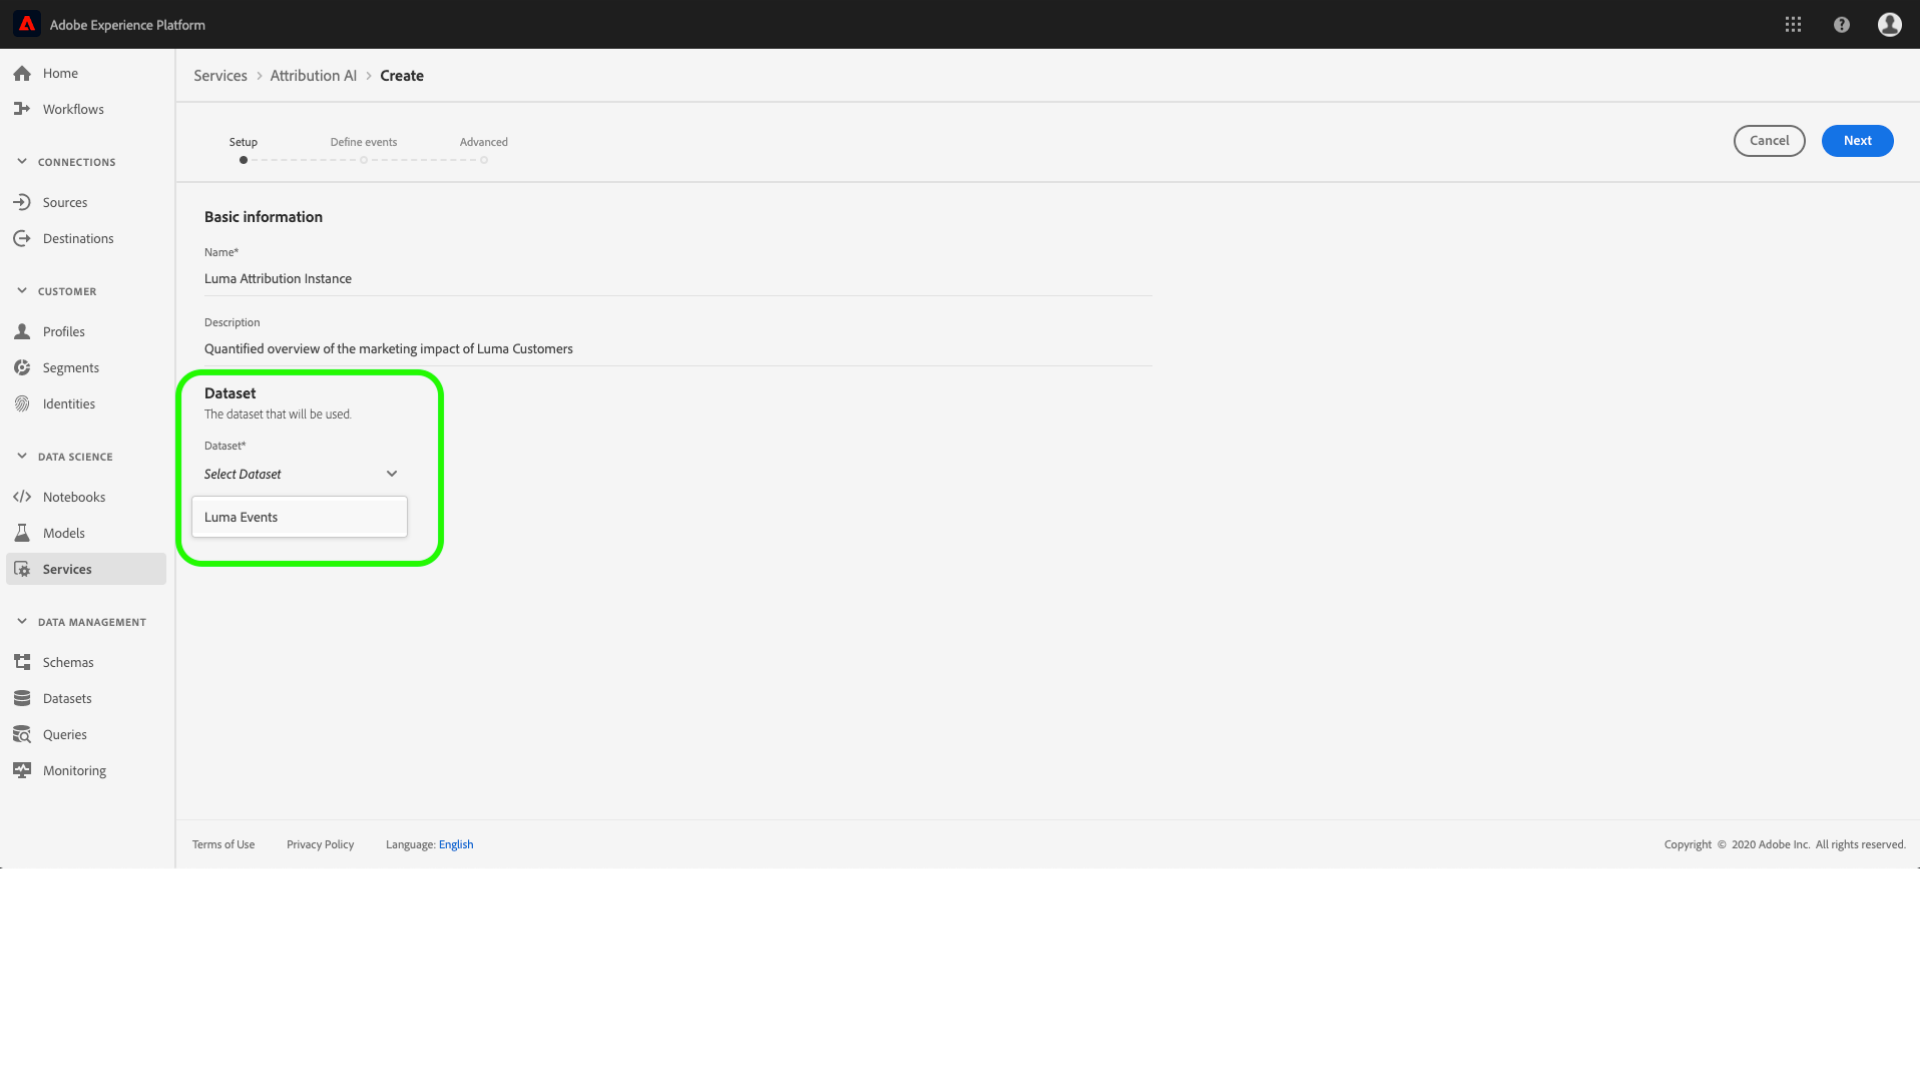 Adobe Experience Platform
Home
Workflows
CONNECTIONS
Sources
Destinations
CUSTOMER
Profiles
Segments
Identities
DATA SCIENCE
Notebooks
Models
Services
DATA MANAGEMENT
Schemas
Datasets
Queries
Monitoring
Services > Attribution AI > Create
Setup Define events Advanced
Cancel Next
Basic information
Name*
Luma Attribution Instance
Description
Quantified overview of the marketing impact of Luma Customers
Dataset
The dataset that will be used.
Dataset*
Select Dataset
Luma Events
Terms of Use Privacy Policy Language: English
Copyright © 2020 Adobe Inc. All rights reserved.